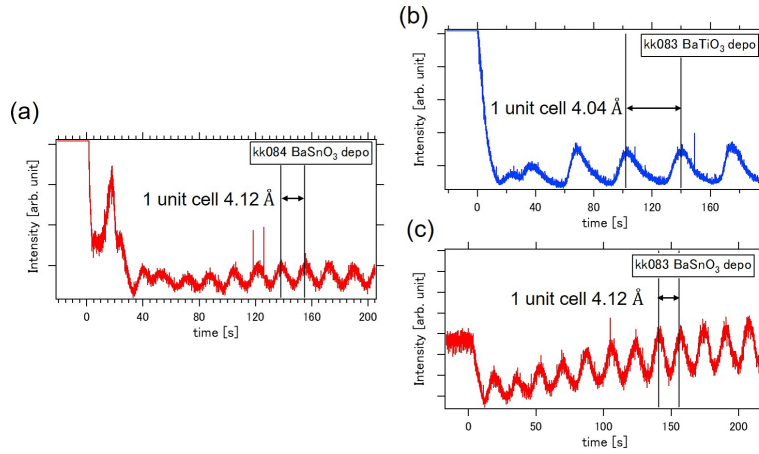 (a)
Intensity [arb. unit]
kk084 BaSnO3 depo
1 unit cell 4.12 Å
0 40 80 120 160 200
time [s]
(b)
Intensity [arb. unit]
kk083 BaTiO3 depo
1 unit cell 4.04 Å
0 40 80 120 160
time [s]
(c)
Intensity [arb. unit]
kk083 BaSnO3 depo
1 unit cell 4.12 Å
0 50 100 150 200
time [s]